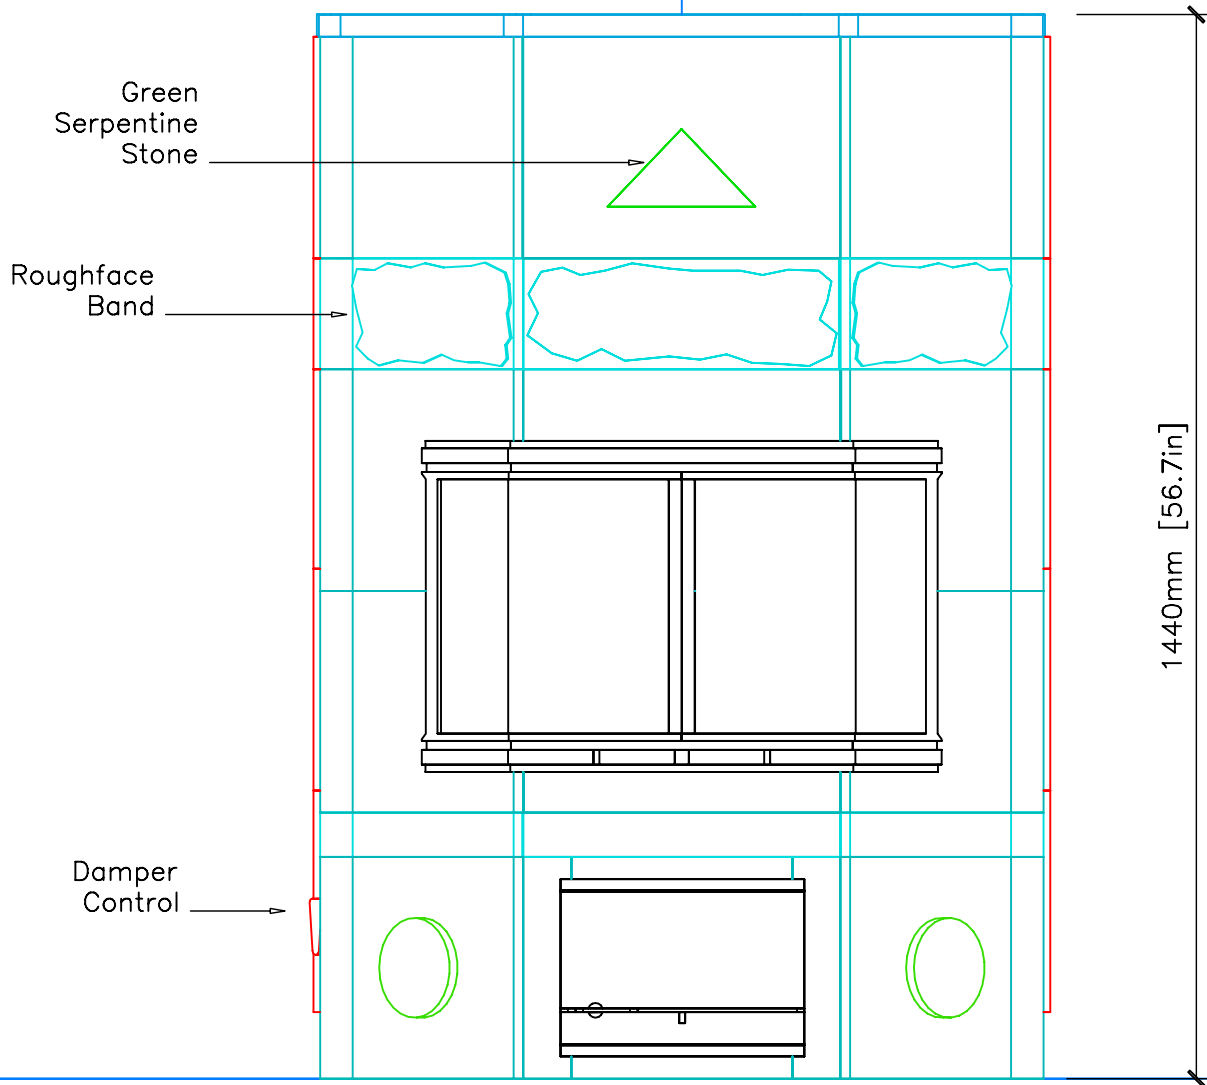 Green
Serpentine
Stone
Roughface
Band
1440mm [56.7in]
Damper
Control